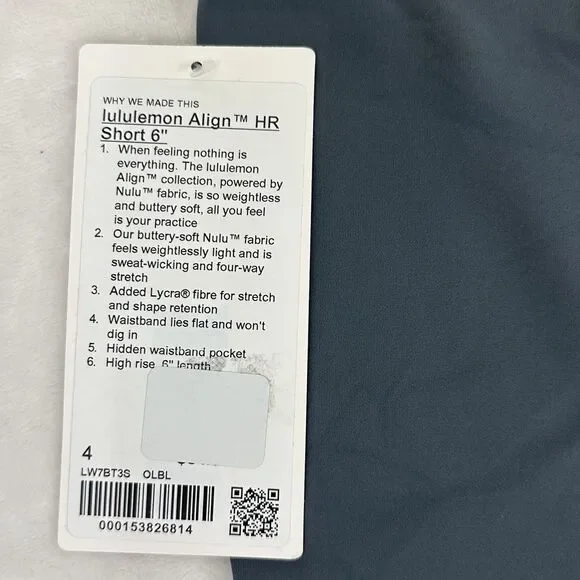 WHY WE MADE THIS
lululemon Align™ HR
Short 6"
1. When feeling nothing is
everything. The lululemon
Align™ collection, powered by
Nulu™ fabric, is so weightless
and buttery soft, all you feel
is your practice
2. Our buttery-soft Nulu™ fabric
feels weightlessly light and is
sweat-wicking and four-way
stretch
3. Added Lycra® fibre for stretch
and shape retention
4. Waistband lies flat and won't
dig in
5. Hidden waistband pocket
6. High rise, 6" length
4
LW7BT3S OLBL
000153826814